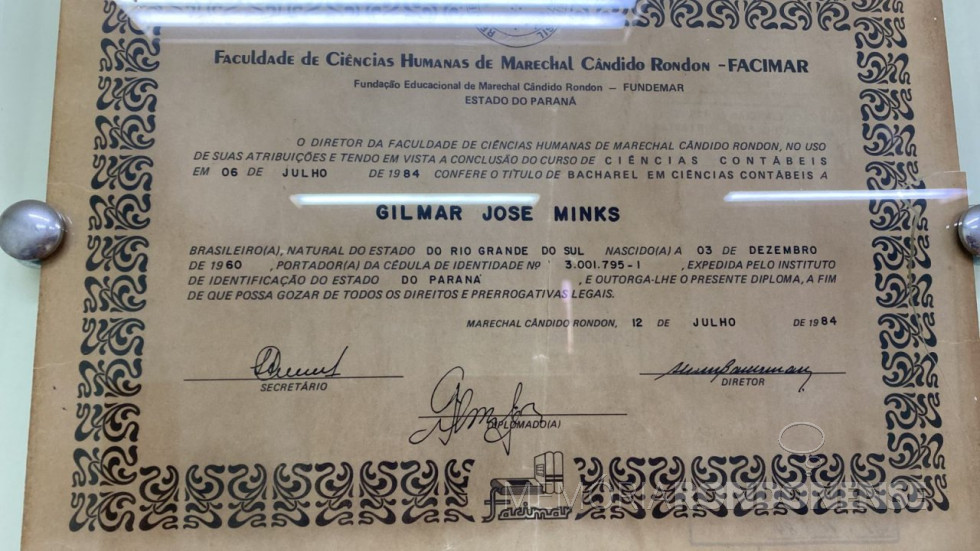 Faculdade de Ciências Humanas de Marechal Cândido Rondon - FACIMAR
Fundação Educacional de Marechal Cândido Rondon — FUNDEMAR
ESTADO DO PARANÁ
O DIRETOR DA FACULDADE DE CIÊNCIAS HUMANAS DE MARECHAL CÂNDIDO RONDON, NO USO
DE SUAS ATRIBUIÇÕES E TENDO EM VISTA A CONCLUSÃO DO CURSO DE CIÊNCIAS CONTÁBEIS
EM 06 DE JULHO DE 1984 CONFERE O TÍTULO DE BACHAREL EM CIÊNCIAS CONTÁBEIS A
GILMAR JOSE MINKS
BRASILEIRO(A), NATURAL DO ESTADO DO RIO GRANDE DO SUL NASCIDO(A) A 03 DE DEZEMBRO
DE 1960 , PORTADOR(A) DA CÉDULA DE IDENTIDADE Nº 3.001.795-1 , EXPEDIDA PELO INSTITUTO
DE IDENTIFICAÇÃO DO ESTADO DO PARANÁ , E OUTORGA-LHE O PRESENTE DIPLOMA, A FIM
DE QUE POSSA GOZAR DE TODOS OS DIREITOS E PRERROGATIVAS LEGAIS.
MARECHAL CÂNDIDO RONDON, 12 DE JULHO DE 1984
SECRETÁRIO
DIRETOR
DIPLOMADO(A)
facimar
MEMÓRIA RONDONENSE